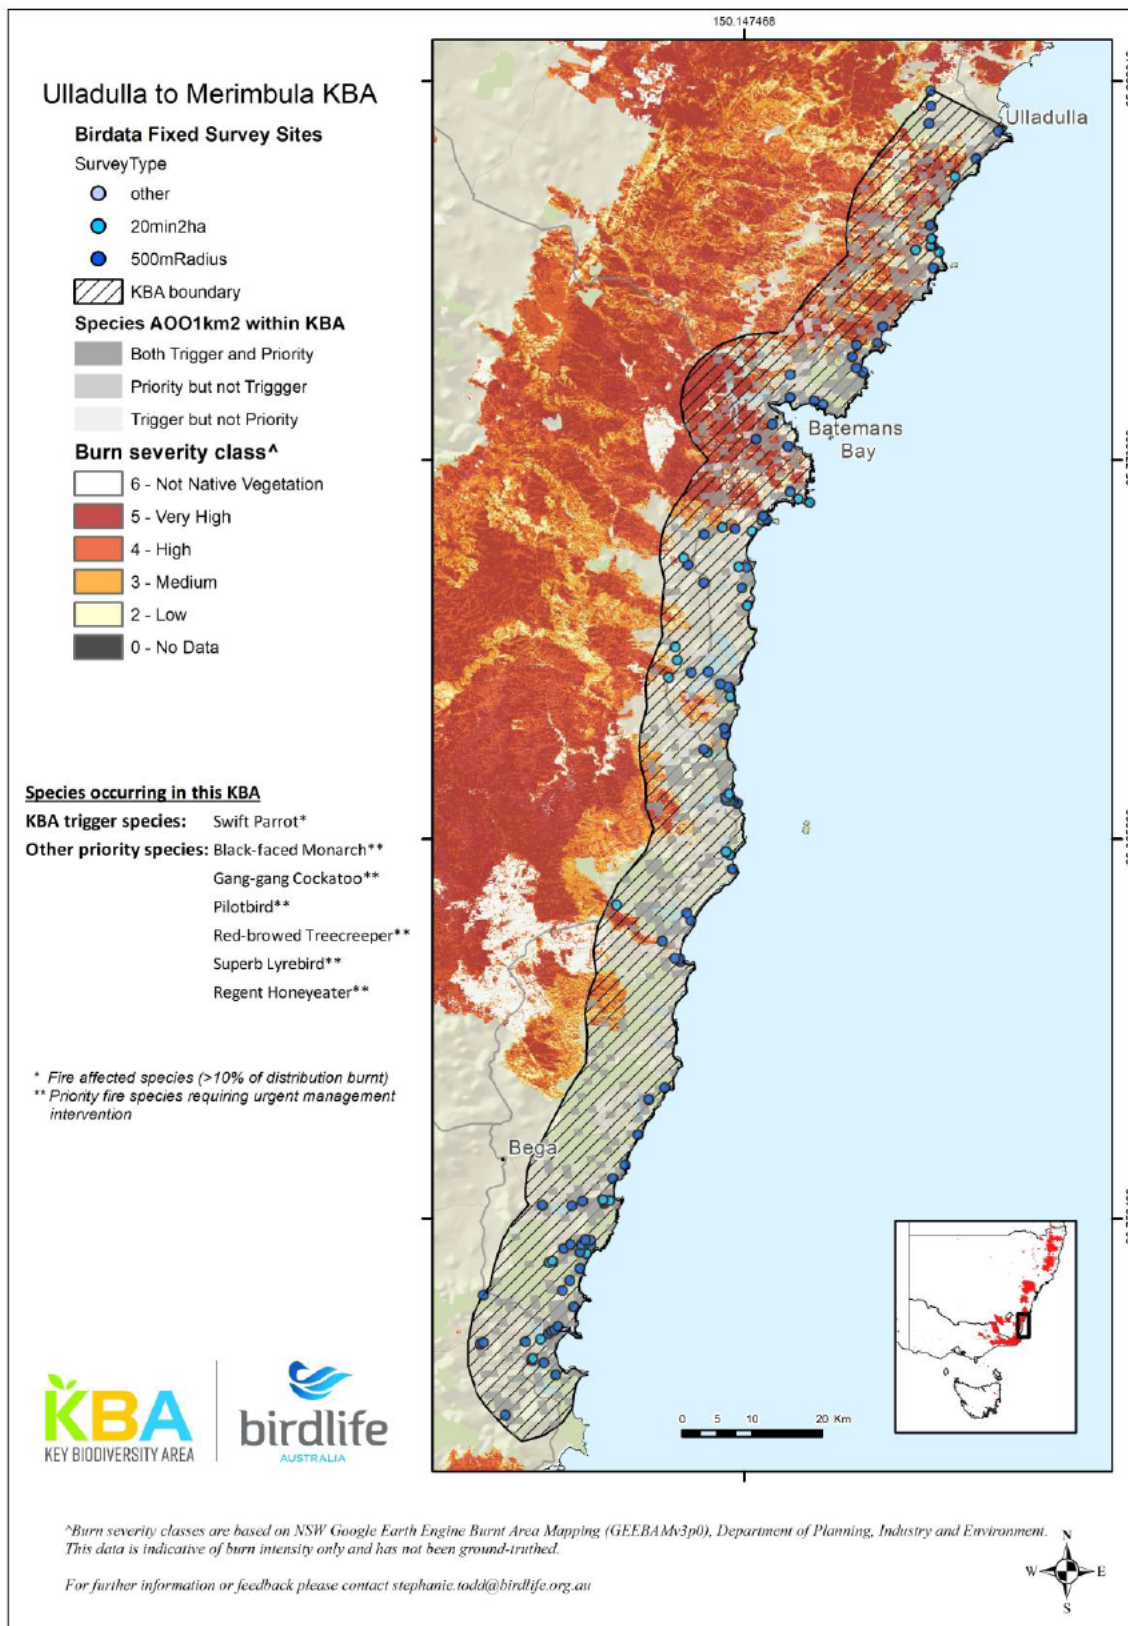 150.147468
Ulladulla to Merimbula KBA
Birdata Fixed Survey Sites
SurveyType
other
20min2ha
500mRadius
KBA boundary
Species AOO1km2 within KBA
Both Trigger and Priority
Priority but not Triggger
Trigger but not Priority
Burn severity class^
6 - Not Native Vegetation
5 - Very High
4 - High
3 - Medium
2 - Low
0 - No Data
Ulladulla
Batemans
Bay
Bega
Species occurring in this KBA
KBA trigger species: Swift Parrot*
Other priority species: Black-faced Monarch**
Gang-gang Cockatoo**
Pilotbird**
Red-browed Treecreeper**
Superb Lyrebird**
Regent Honeyeater**
* Fire affected species (>10% of distribution burnt)
** Priority fire species requiring urgent management
intervention
KBA
KEY BIODIVERSITY AREA
birdlife
AUSTRALIA
0 5 10 20 Km
^Burn severity classes are based on NSW Google Earth Engine Burnt Area Mapping (GEEBAMv3p0), Department of Planning, Industry and Environment.
This data is indicative of burn intensity only and has not been ground-truthed.
For further information or feedback please contact stephanie.todd@birdlife.org.au
N
W E
S